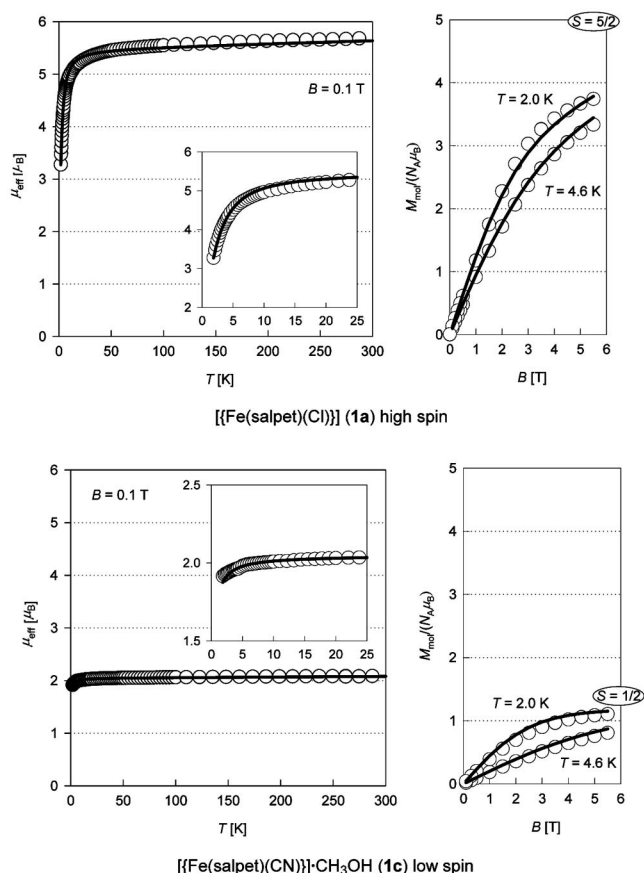 6
5
4
3
2
1
0
μeff [μB]
B = 0.1 T
6
5
4
3
2
0 5 10 15 20 25
0 50 100 150 200 250 300
T [K]
S = 5/2
5
4
3
2
1
0
Mmol/(NAμB)
T = 2.0 K
T = 4.6 K
0 1 2 3 4 5 6
B [T]
[{Fe(salpet)(Cl)}] (1a) high spin
6
5
4
3
2
1
0
μeff [μB]
B = 0.1 T
2.5
2.0
1.5
0 5 10 15 20 25
0 50 100 150 200 250 300
T [K]
5
4
3
2
1
0
Mmol/(NAμB)
S = 1/2
T = 2.0 K
T = 4.6 K
0 1 2 3 4 5 6
B [T]
[{Fe(salpet)(CN)}]·CH3OH (1c) low spin